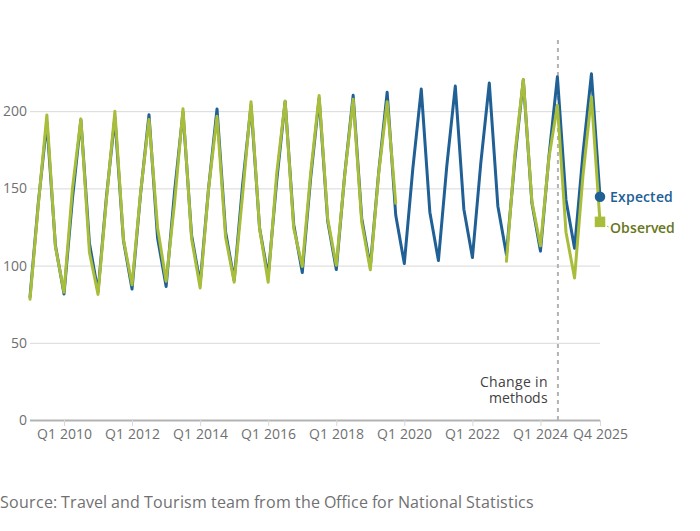 200
150
100
50
0
Expected
Observed
Change in
methods
Q1 2010 Q1 2012 Q1 2014 Q1 2016 Q1 2018 Q1 2020 Q1 2022 Q1 2024 Q4 2025
Source: Travel and Tourism team from the Office for National Statistics